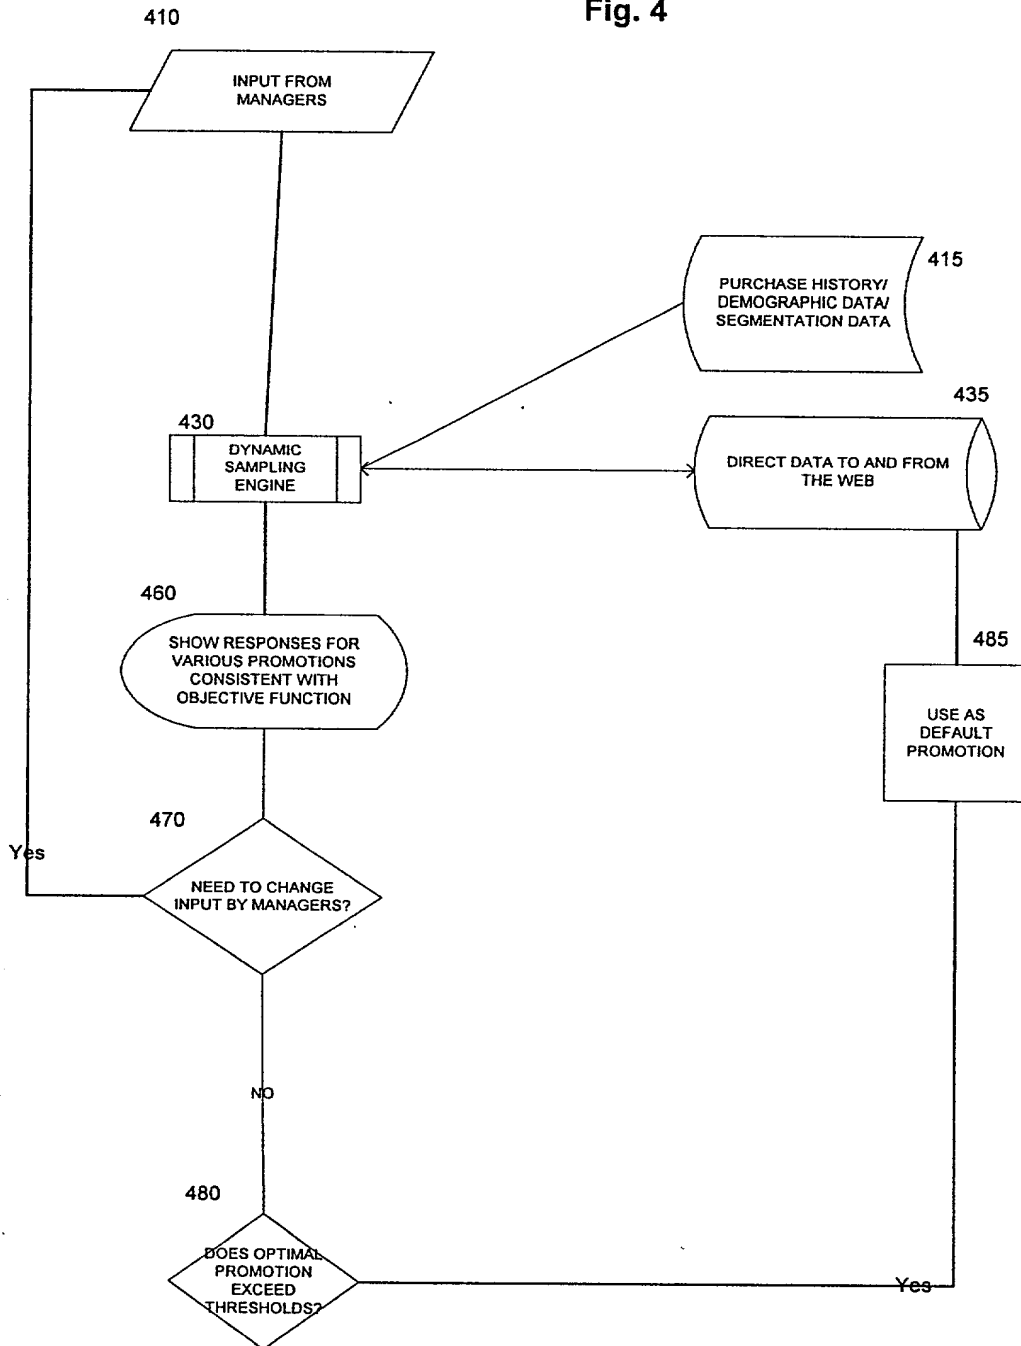 Fig. 4
410
INPUT FROM
MANAGERS
415
PURCHASE HISTORY/
DEMOGRAPHIC DATA/
SEGMENTATION DATA
430
DYNAMIC
SAMPLING
ENGINE
435
DIRECT DATA TO AND FROM
THE WEB
460
SHOW RESPONSES FOR
VARIOUS PROMOTIONS
CONSISTENT WITH
OBJECTIVE FUNCTION
485
USE AS
DEFAULT
PROMOTION
470
Yes
NEED TO CHANGE
INPUT BY MANAGERS?
NO
480
DOES OPTIMAL
PROMOTION
EXCEED
THRESHOLDS?
Yes